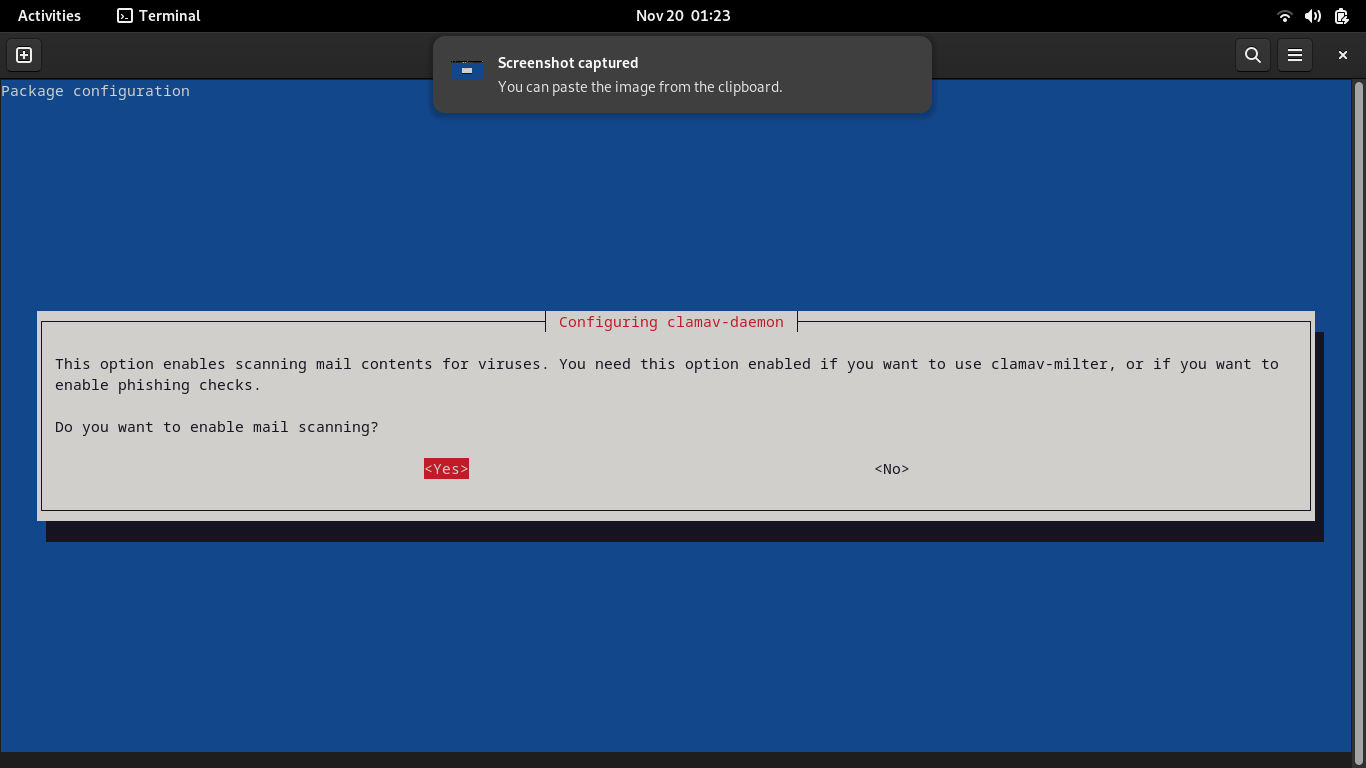 Activities
Terminal
Nov 20 01:23
Screenshot captured
You can paste the image from the clipboard.
Package configuration
Configuring clamav-daemon
This option enables scanning mail contents for viruses. You need this option enabled if you want to use clamav-milter, or if you want to
enable phishing checks.
Do you want to enable mail scanning?
<Yes>
<No>